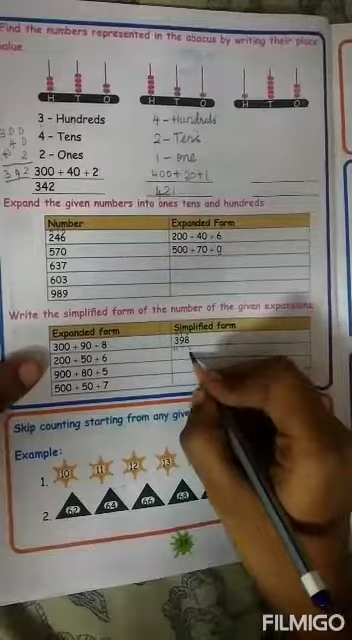 Find the numbers represented in the abacus by writing their place
value
H T O H T O H T O
3 - Hundreds 4 - Hundreds
4 - Tens 2 - Tens
2 - Ones 1 - one
300 + 40 + 2 400+20+1
342 421
300
40
+ 2
342
Expand the given numbers into ones tens and hundreds
Number Expanded Form
246 200 + 40 + 6
570 500 + 70 + 0
637
603
989
Write the simplified form of the number of the given expansions
Expanded form Simplified form
300 + 90 + 8 398
200 + 50 + 6
900 + 80 + 5
500 + 50 + 7
Skip counting starting from any give
Example:
1. 10 11 12 13
2. 62 64 66 68
FILMIGO